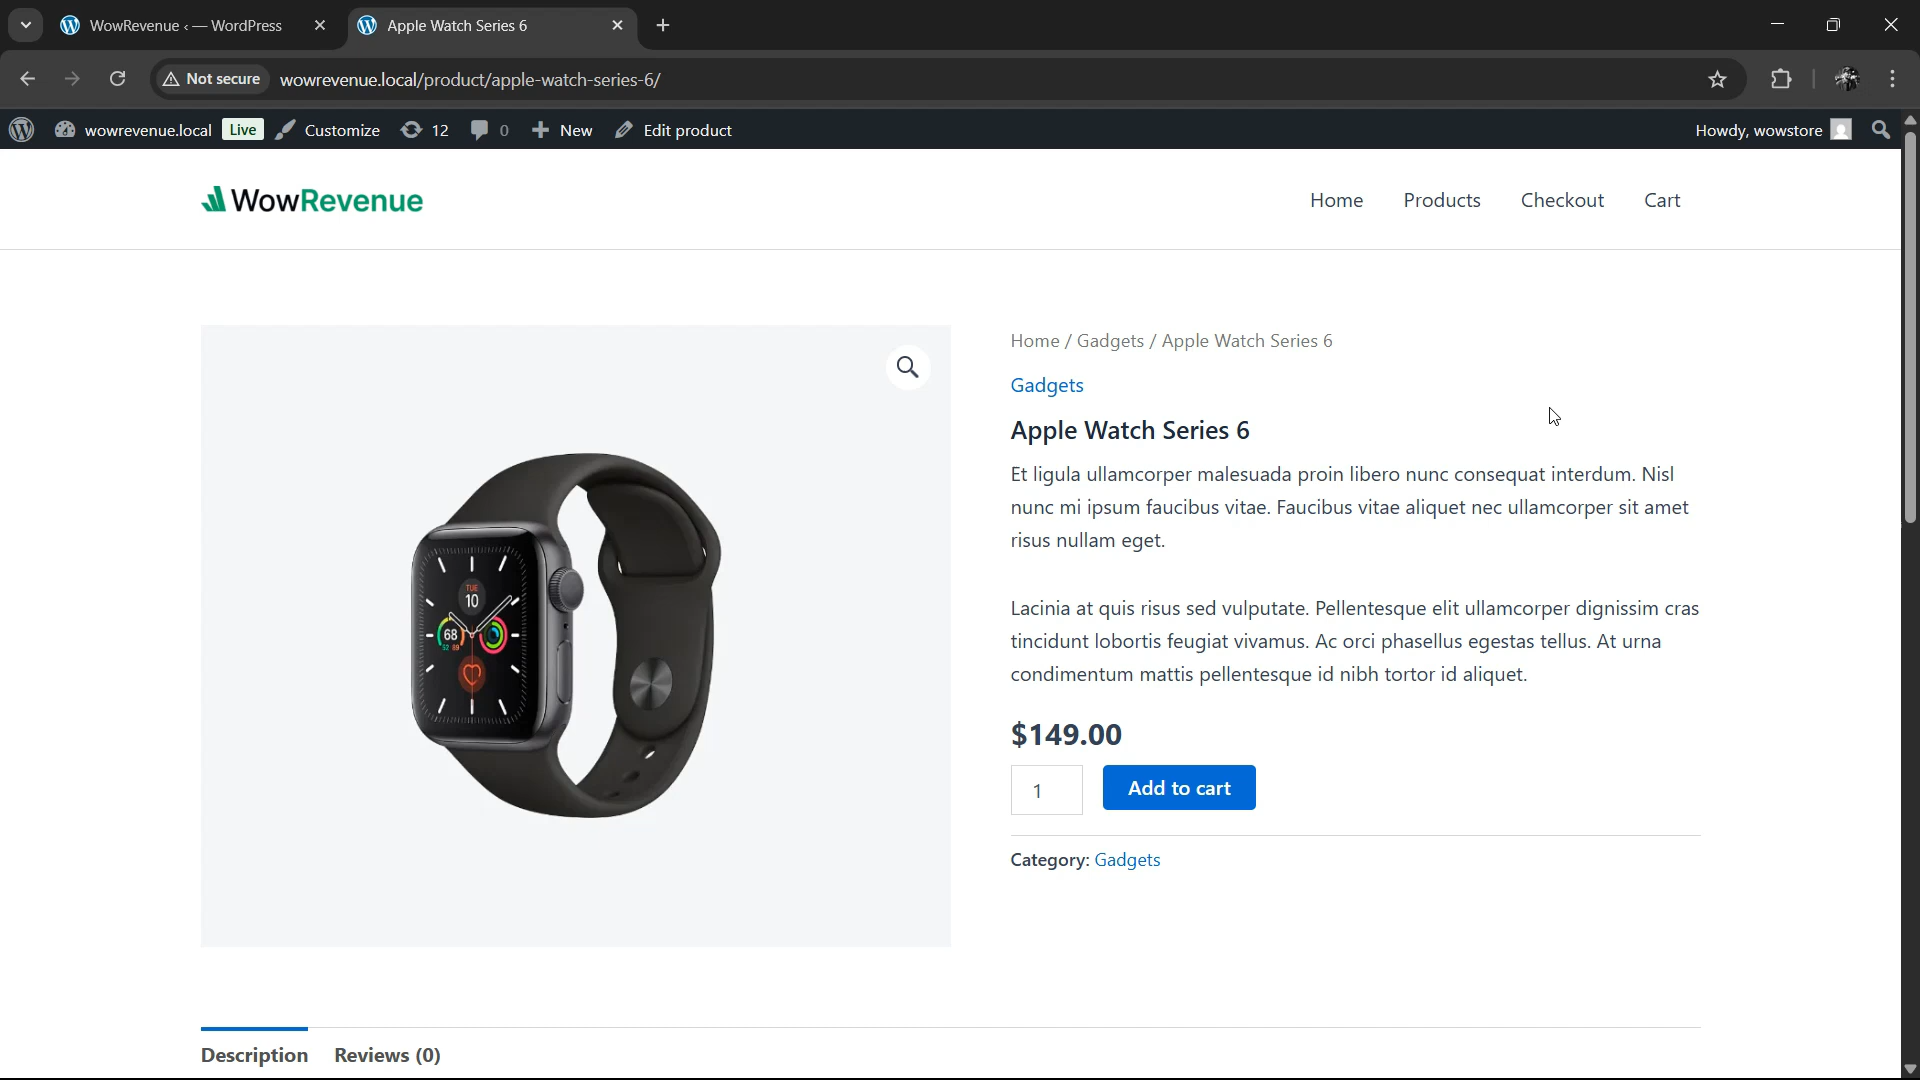 WowRevenue ‹ — WordPress
Apple Watch Series 6
Not secure
wowrevenue.local/product/apple-watch-series-6/
wowrevenue.local Live Customize 12 0 New Edit product
Howdy, wowstore
WowRevenue
Home Products Checkout Cart
Home / Gadgets / Apple Watch Series 6
Gadgets
Apple Watch Series 6
Et ligula ullamcorper malesuada proin libero nunc consequat interdum. Nisl
nunc mi ipsum faucibus vitae. Faucibus vitae aliquet nec ullamcorper sit amet
risus nullam eget.
Lacinia at quis risus sed vulputate. Pellentesque elit ullamcorper dignissim cras
tincidunt lobortis feugiat vivamus. Ac orci phasellus egestas tellus. At urna
condimentum mattis pellentesque id nibh tortor id aliquet.
$149.00
1
Add to cart
Category: Gadgets
TUE
10
68
52 89
Description Reviews (0)